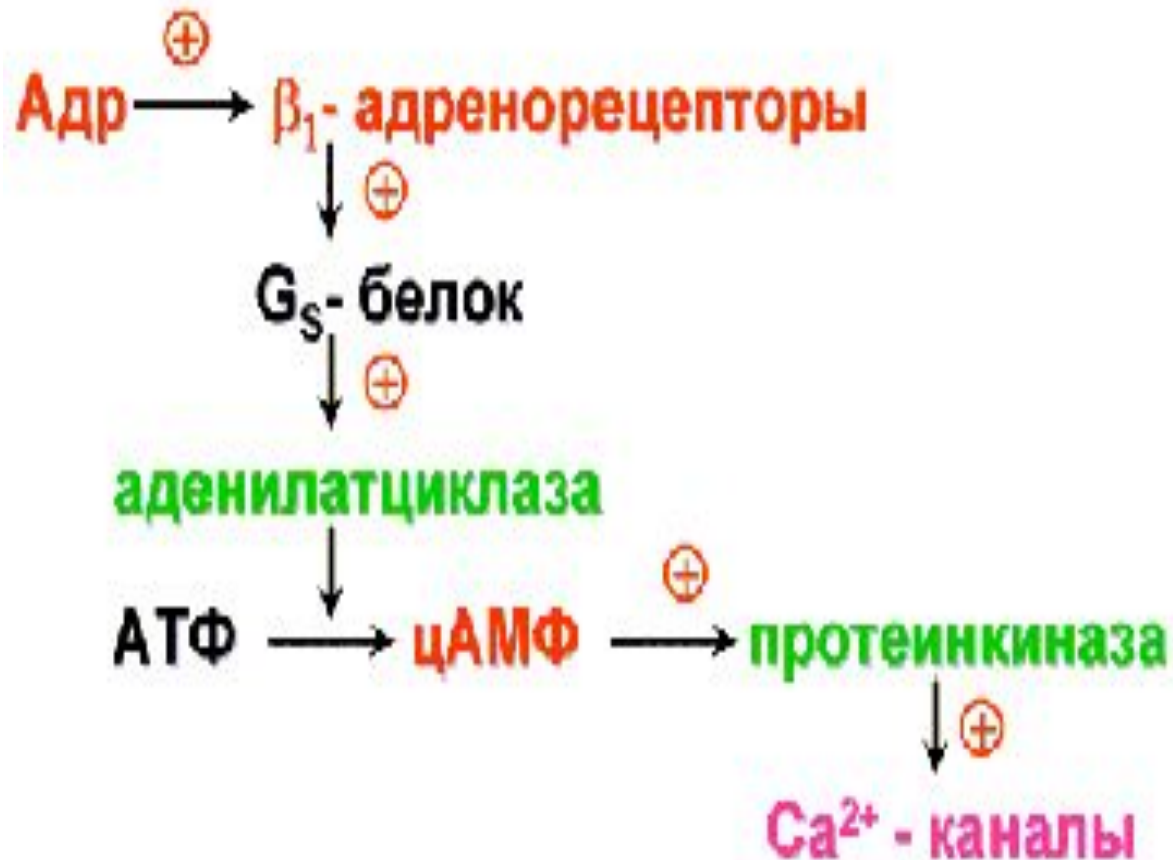 Адр β₁- адренорецепторы
Gₛ- белок
аденилатциклаза
АТФ цАМФ протеинкиназа
Ca²⁺ - каналы